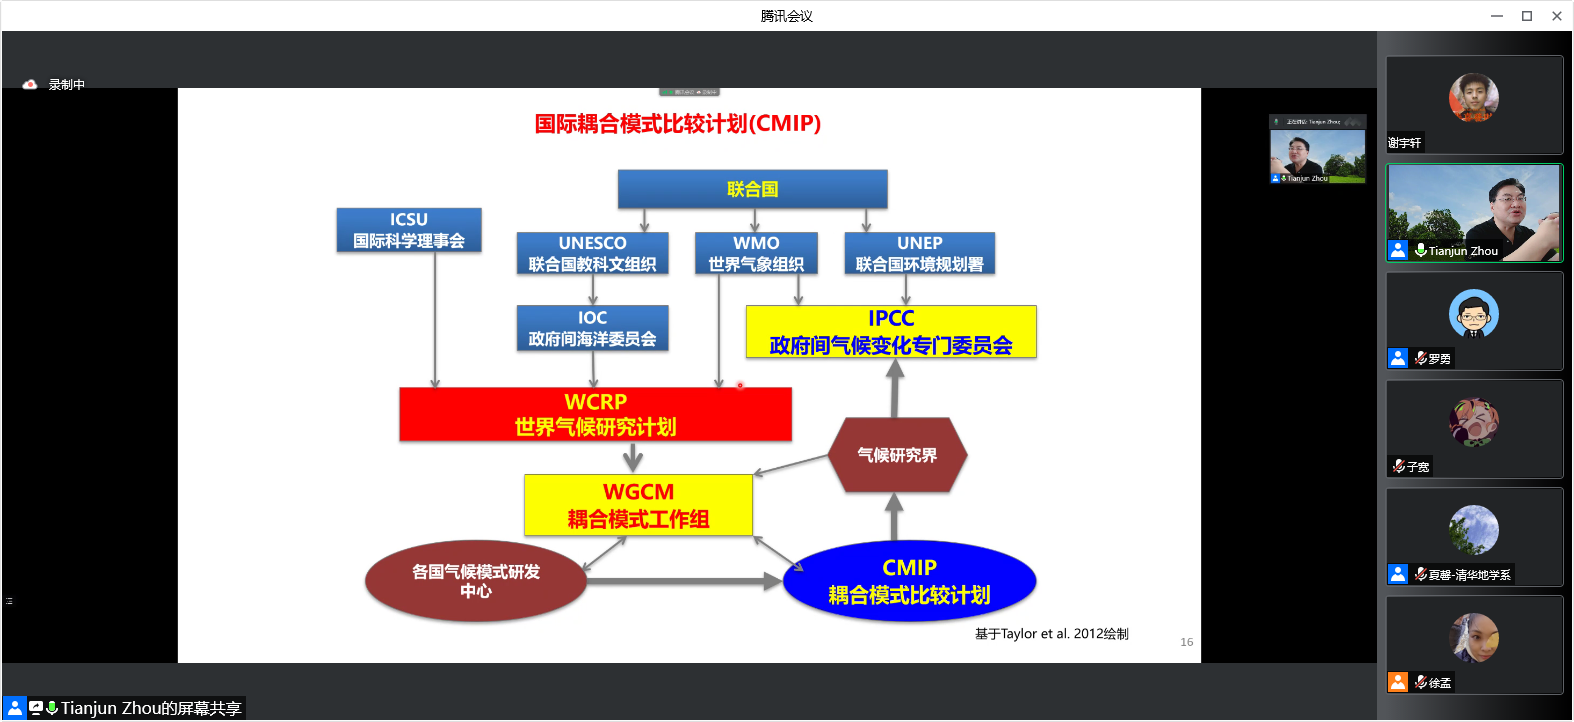 腾讯会议
录制中
国际耦合模式比较计划(CMIP)
联合国
ICSU
国际科学理事会
UNESCO
联合国教科文组织
WMO
世界气象组织
UNEP
联合国环境规划署
IOC
政府间海洋委员会
IPCC
政府间气候变化专门委员会
WCRP
世界气候研究计划
气候研究界
WGCM
耦合模式工作组
各国气候模式研发
中心
CMIP
耦合模式比较计划
基于Taylor et al. 2012绘制
16
Tianjun Zhou的屏幕共享
正在讲话: Tianjun Zhou
Tianjun Zhou
谢宇轩
Tianjun Zhou
罗勇
子宽
夏馨-清华地学系
徐孟